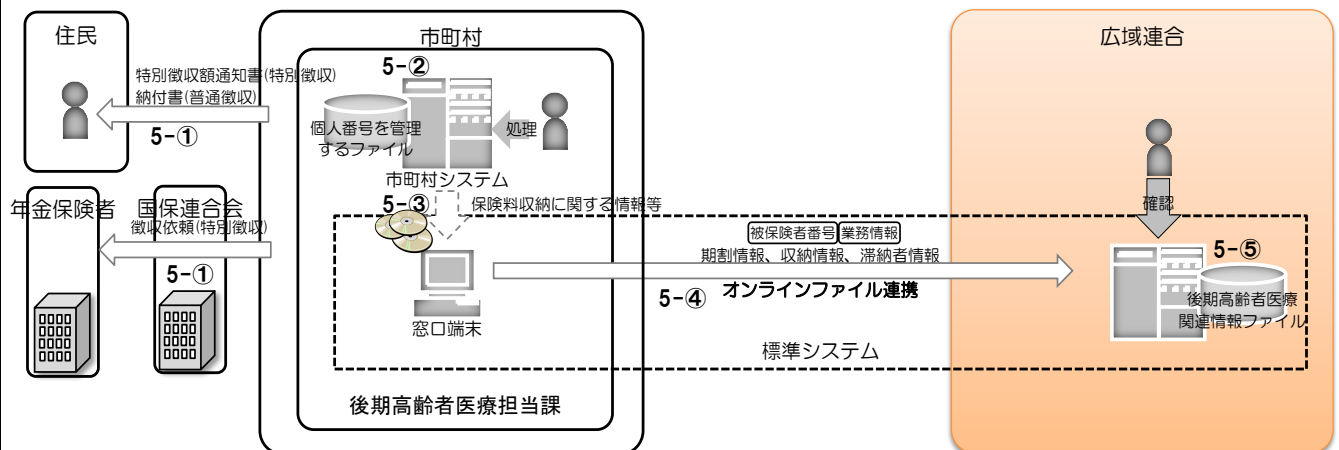 住民
特別徴収額通知書(特別徴収)
納付書(普通徴収)
5-①
年金保険者
国保連合会
徴収依頼(特別徴収)
5-①
市町村
5-②
個人番号を管理
するファイル
処理
市町村システム
5-③
保険料収納に関する情報等
窓口端末
後期高齢者医療担当課
被保険者番号 業務情報
期割情報、収納情報、滞納者情報
5-④ オンラインファイル連携
標準システム
広域連合
確認
5-⑤
後期高齢者医療
関連情報ファイル